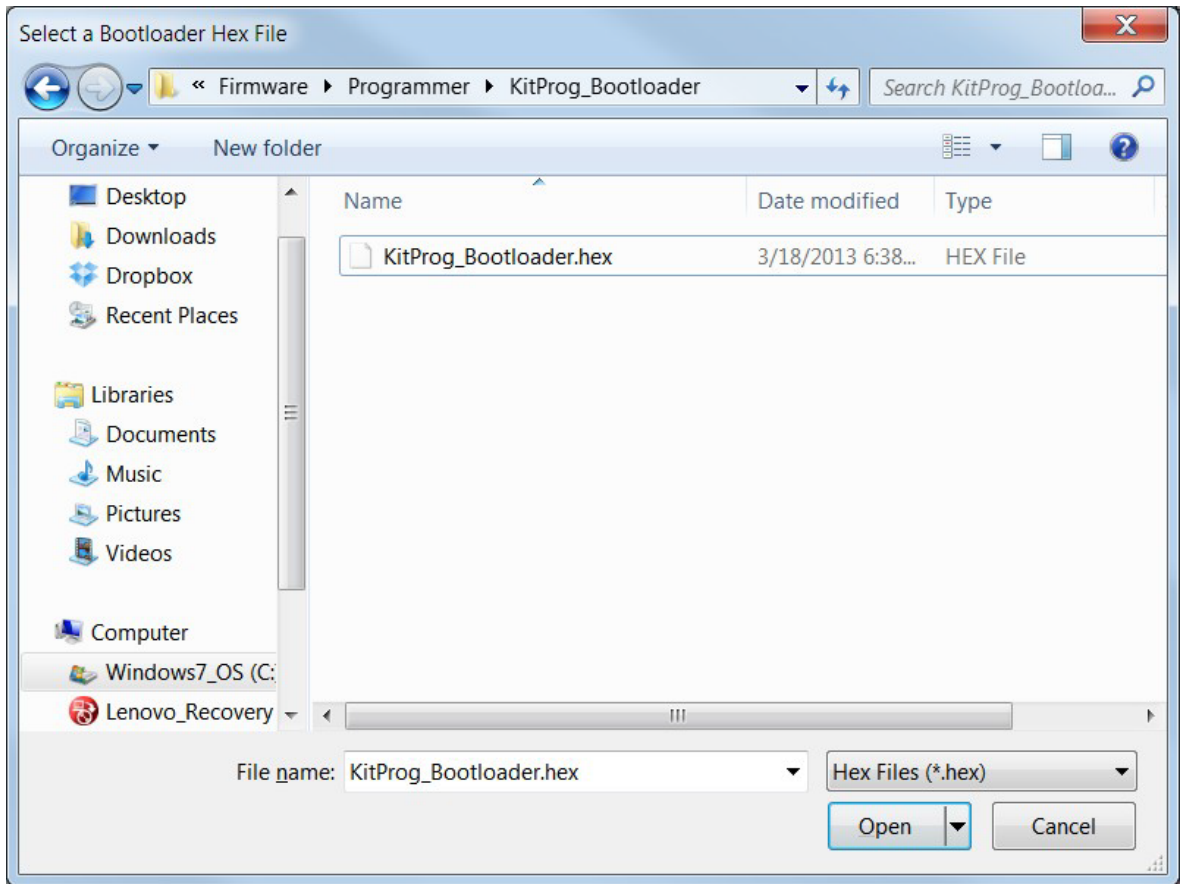 Select a Bootloader Hex File
« Firmware ▸ Programmer ▸ KitProg_Bootloader
Search KitProg_Bootloa...
Organize New folder
Name Date modified Type
KitProg_Bootloader.hex 3/18/2013 6:38... HEX File
Desktop
Downloads
Dropbox
Recent Places
Libraries
Documents
Music
Pictures
Videos
Computer
Windows7_OS (C:
Lenovo_Recovery
File name: KitProg_Bootloader.hex Hex Files (*.hex)
Open Cancel